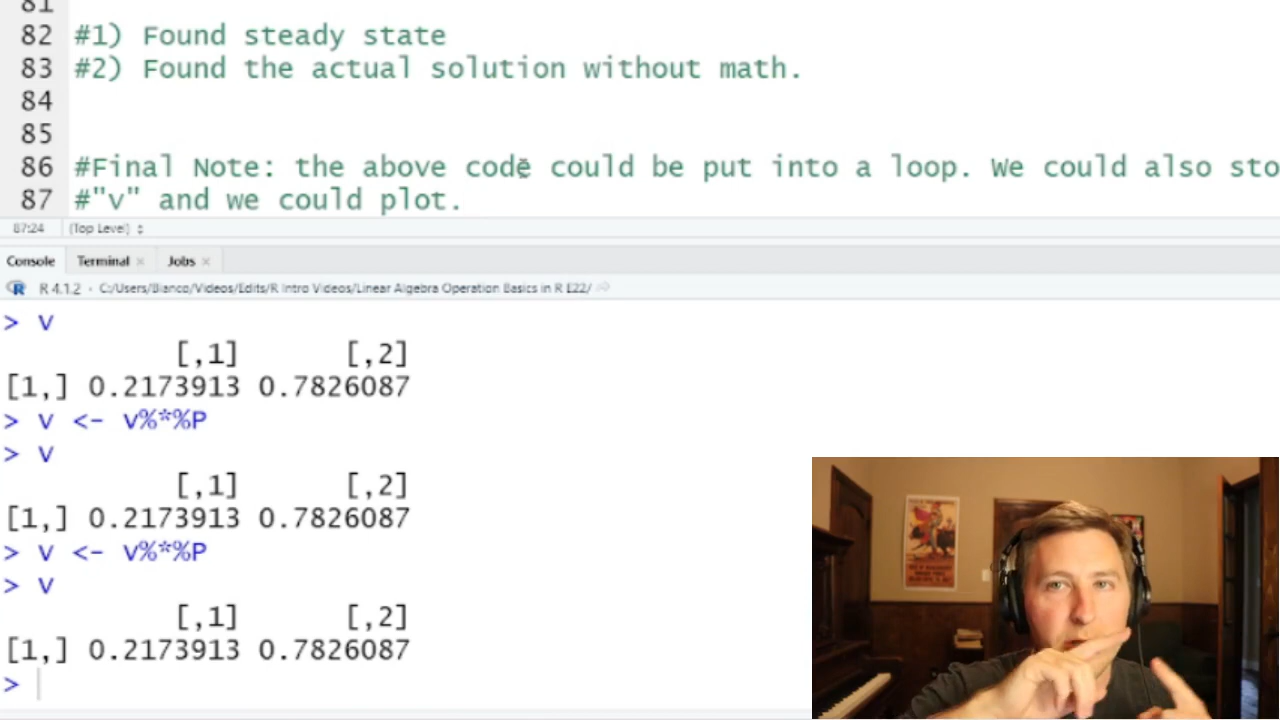 81
82 #1) Found steady state
83 #2) Found the actual solution without math.
84
85
86 #Final Note: the above code could be put into a loop. We could also sto
87 #"v" and we could plot.
87:24 (Top Level)
Console Terminal Jobs
R 4.1.2 · C:/Users/Bianco/Videos/Edits/R Intro Videos/Linear Algebra Operation Basics in R E22/
> v
[,1] [,2]
[1,] 0.2173913 0.7826087
> v <- v%*%P
> v
[,1] [,2]
[1,] 0.2173913 0.7826087
> v <- v%*%P
> v
[,1] [,2]
[1,] 0.2173913 0.7826087
>